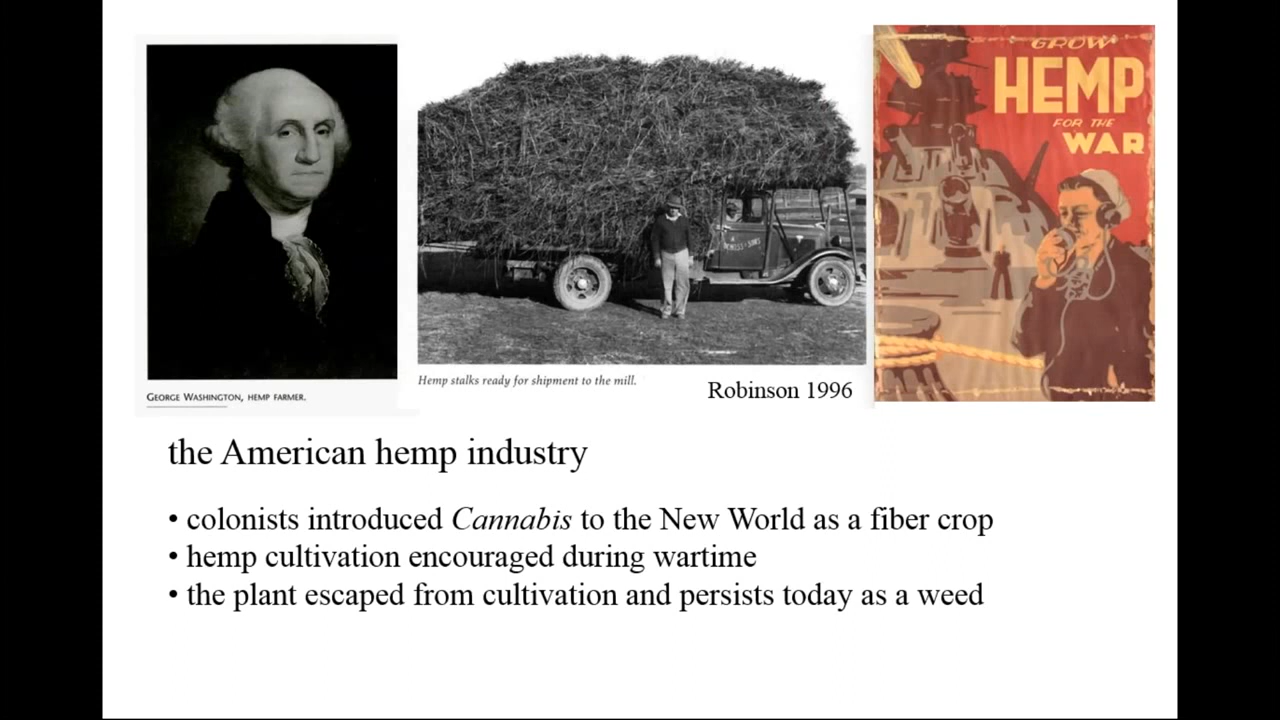 GROW
HEMP
FOR THE
WAR
Hemp stalks ready for shipment to the mill.
Robinson 1996
GEORGE WASHINGTON, HEMP FARMER.
the American hemp industry
• colonists introduced Cannabis to the New World as a fiber crop
• hemp cultivation encouraged during wartime
• the plant escaped from cultivation and persists today as a weed